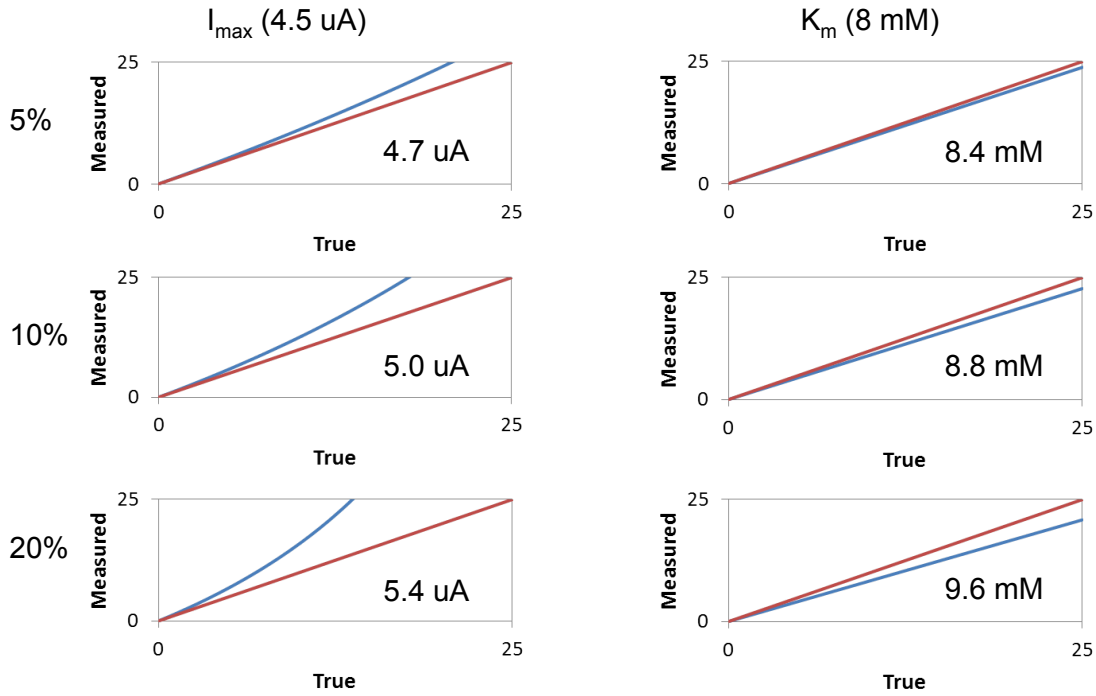 I_max (4.5 uA)
K_m (8 mM)
5%
Measured
25
0
4.7 uA
0
25
True
Measured
25
0
8.4 mM
0
25
True
10%
Measured
25
0
5.0 uA
0
25
True
Measured
25
0
8.8 mM
0
25
True
20%
Measured
25
0
5.4 uA
0
25
True
Measured
25
0
9.6 mM
0
25
True